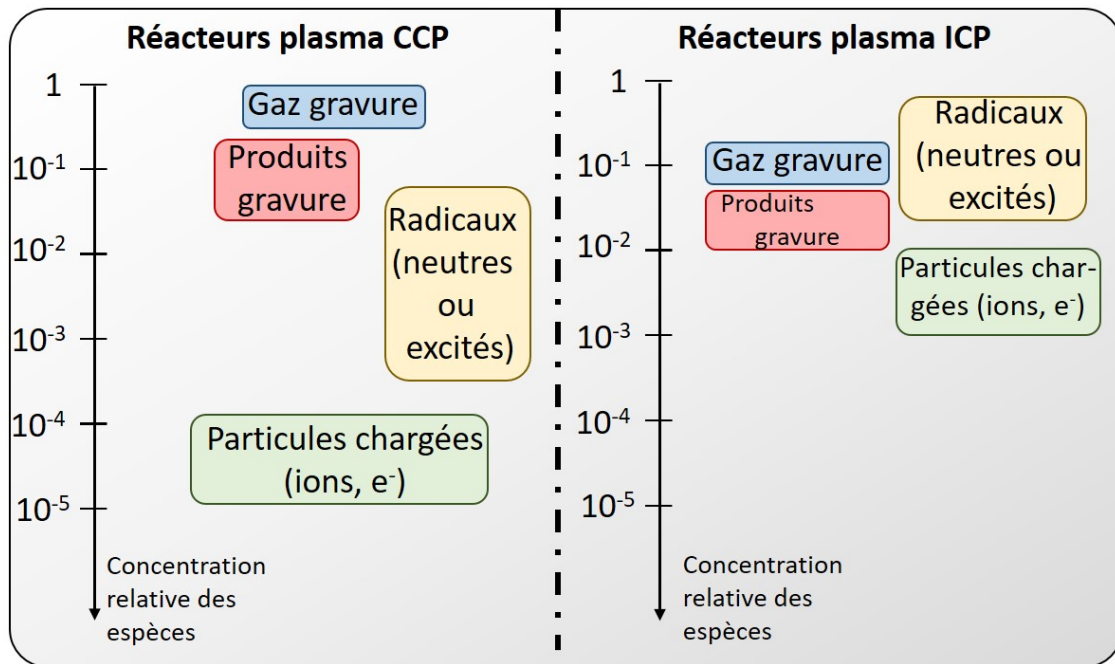 Réacteurs plasma CCP
1
10-1
10-2
10-3
10-4
10-5
Gaz gravure
Produits
gravure
Radicaux
(neutres
ou
excités)
Particules chargées
(ions, e-)
Concentration
relative des
espèces
Réacteurs plasma ICP
1
10-1
10-2
10-3
10-4
10-5
Gaz gravure
Produits
gravure
Radicaux
(neutres ou
excités)
Particules char-
gées (ions, e-)
Concentration
relative des
espèces